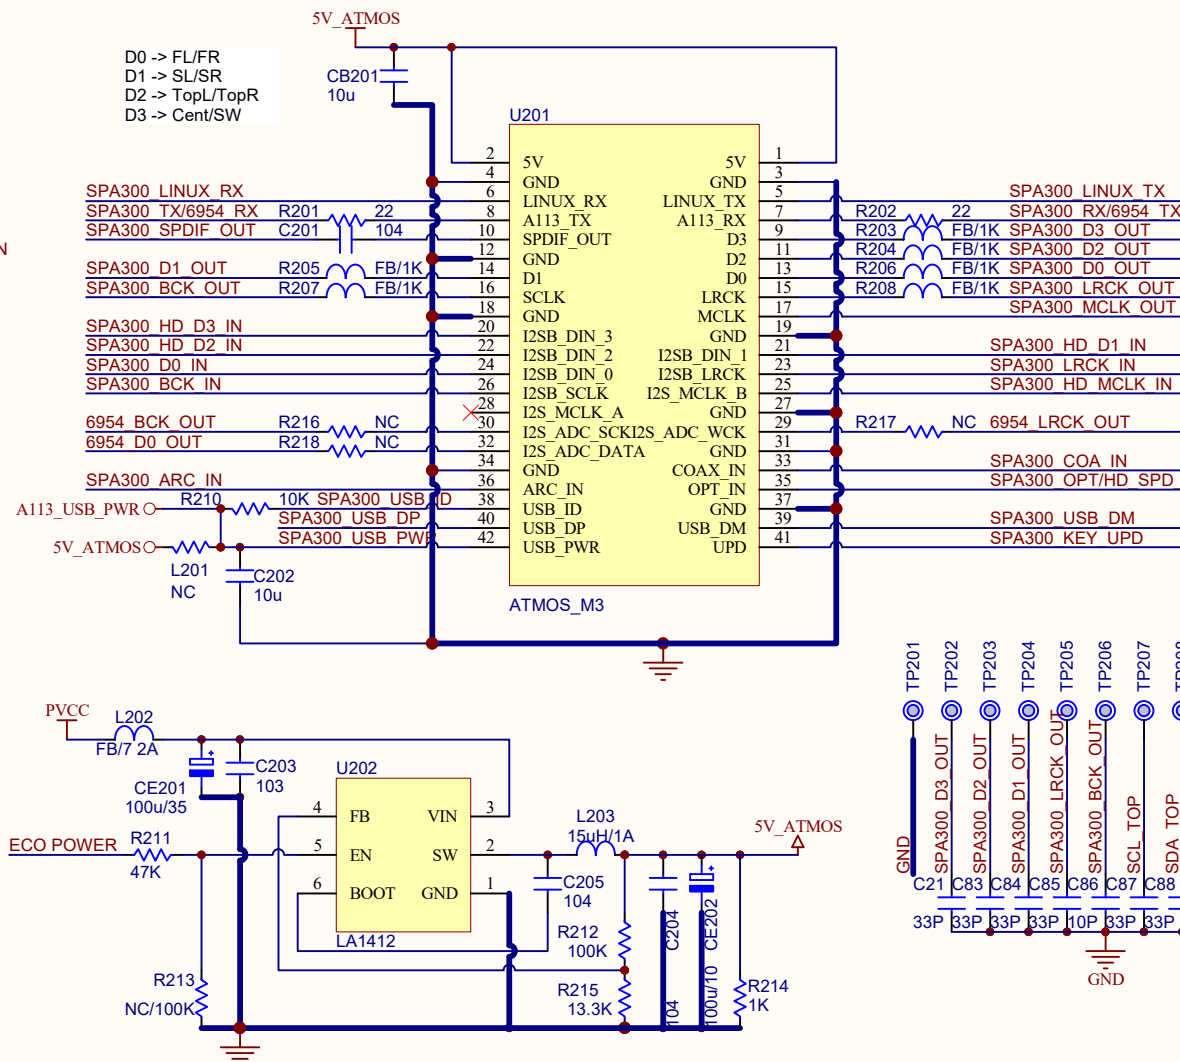 5V_ATMOS
D0 -> FL/FR
D1 -> SL/SR
D2 -> TopL/TopR
D3 -> Cent/SW
CB201
10u
U201
2 5V 5V 1
4 GND GND 3
SPA300_LINUX_RX 6 LINUX_RX LINUX_TX 5 SPA300_LINUX_TX
SPA300_TX/6954_RX R201 22 8 A113_TX A113_RX 7 R202 22 SPA300_RX/6954_TX
SPA300_SPDIF_OUT C201 104 10 SPDIF_OUT D3 9 R203 FB/1K SPA300_D3_OUT
N
12 GND D2 11 R204 FB/1K SPA300_D2_OUT
SPA300_D1_OUT R205 FB/1K 14 D1 D0 13 R206 FB/1K SPA300_D0_OUT
SPA300_BCK_OUT R207 FB/1K 16 SCLK LRCK 15 R208 FB/1K SPA300_LRCK_OUT
18 GND MCLK 17 SPA300_MCLK_OUT
SPA300_HD_D3_IN 20 I2SB_DIN_3 GND 19
SPA300_HD_D2_IN 22 I2SB_DIN_2 I2SB_DIN_1 21 SPA300_HD_D1_IN
SPA300_D0_IN 24 I2SB_DIN_0 I2SB_LRCK 23 SPA300_LRCK_IN
SPA300_BCK_IN 26 I2SB_SCLK I2S_MCLK_B 25 SPA300_HD_MCLK_IN
28 I2S_MCLK_A GND 27
6954_BCK_OUT R216 NC 30 I2S_ADC_SCKI2S_ADC_WCK 29 R217 NC 6954_LRCK_OUT
6954_D0_OUT R218 NC 32 I2S_ADC_DATA GND 31
34 GND COAX_IN 33 SPA300_COA_IN
SPA300_ARC_IN 36 ARC_IN OPT_IN 35 SPA300_OPT/HD_SPD
R210 10K SPA300_USB_ID 38 USB_ID GND 37
A113_USB_PWR
SPA300_USB_DP 40 USB_DP USB_DM 39 SPA300_USB_DM
5V_ATMOS SPA300_USB_PWR 42 USB_PWR UPD 41 SPA300_KEY_UPD
L201
NC
C202
10u
ATMOS_M3
TP201 TP202 TP203 TP204 TP205 TP206 TP207
GND SPA300_D3_OUT SPA300_D2_OUT SPA300_D1_OUT SPA300_LRCK_OUT SPA300_BCK_OUT SCL_TOP SDA_TOP
C21 C83 C84 C85 C86 C87 C88
33P 33P 33P 33P 10P 33P 33P
GND
PVCC
L202
FB/7 2A
CE201
100u/35
C203
103
U202
4 FB VIN 3
5 EN SW 2
6 BOOT GND 1
LA1412
ECO POWER
R211
47K
R213
NC/100K
L203
15uH/1A
5V_ATMOS
C205
104
R212
100K
R215
13.3K
C204
104
CE202
100u/10
R214
1K